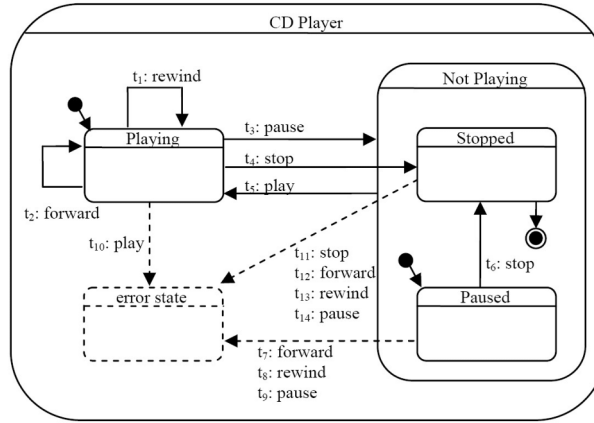 CD Player
t₁: rewind
Not Playing
Playing
t₃: pause
Stopped
t₄: stop
t₅: play
t₂: forward
t₁₀: play
t₁₁: stop
t₁₂: forward
t₁₃: rewind
t₁₄: pause
t₆: stop
error state
Paused
t₇: forward
t₈: rewind
t₉: pause